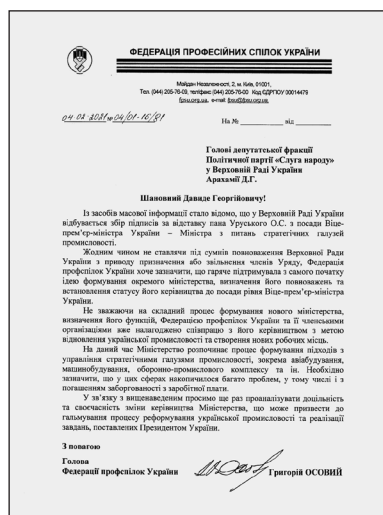 ФЕДЕРАЦІЯ ПРОФЕСІЙНИХ СПІЛОК УКРАЇНИ
Майдан Незалежності, 2, м. Київ, 01001,
Тел. (044) 205-76-09, тел/факс (044) 205-76-00 Код ЄДРПОУ 00014479
fpsu.org.ua, e-mail: fpsu@fpsu.org.ua
04.02.2021 № 04/01-16/91
На № від
Голові депутатської фракції
Політичної партії «Слуга народу»
у Верховній Раді України
Арахамії Д.Г.
Шановний Давиде Георгійовичу!
Із засобів масової інформації стало відомо, що у Верховній Раді України
відбувається збір підписів за відставку пана Уруського О.С. з посади Віце-
прем’єр-міністра України – Міністра з питань стратегічних галузей
промисловості.
Жодним чином не ставлячи під сумнів повноваження Верховної Ради
України з приводу призначення або звільнення членів Уряду, Федерація
профспілок України хоче зазначити, що гаряче підтримувала з самого початку
ідею формування окремого міністерства, визначення його повноважень та
встановлення статусу його керівництва до посади рівня Віце-прем’єр-міністра
України.
Не зважаючи на складний процес формування нового міністерства,
визначення його функцій, Федерацією профспілок України та її членськими
організаціями вже налагоджено співпрацю з його керівництвом з метою
відновлення української промисловості та створення нових робочих місць.
На даний час Міністерство розпочинає процес формування підходів з
управління стратегічними галузями промисловості, зокрема авіабудування,
машинобудування, оборонно-промислового комплексу та ін. Необхідно
зазначити, що у цих сферах накопичилося багато проблем, у тому числі і з
погашенням заборгованості з заробітної плати.
У зв’язку з вищенаведеним просимо ще раз проаналізувати доцільність
та своєчасність зміни керівництва Міністерства, що може призвести до
гальмування процесу реформування української промисловості та реалізації
завдань, поставлених Президентом України.
З повагою
Голова
Федерації профспілок України Григорій ОСОВИЙ